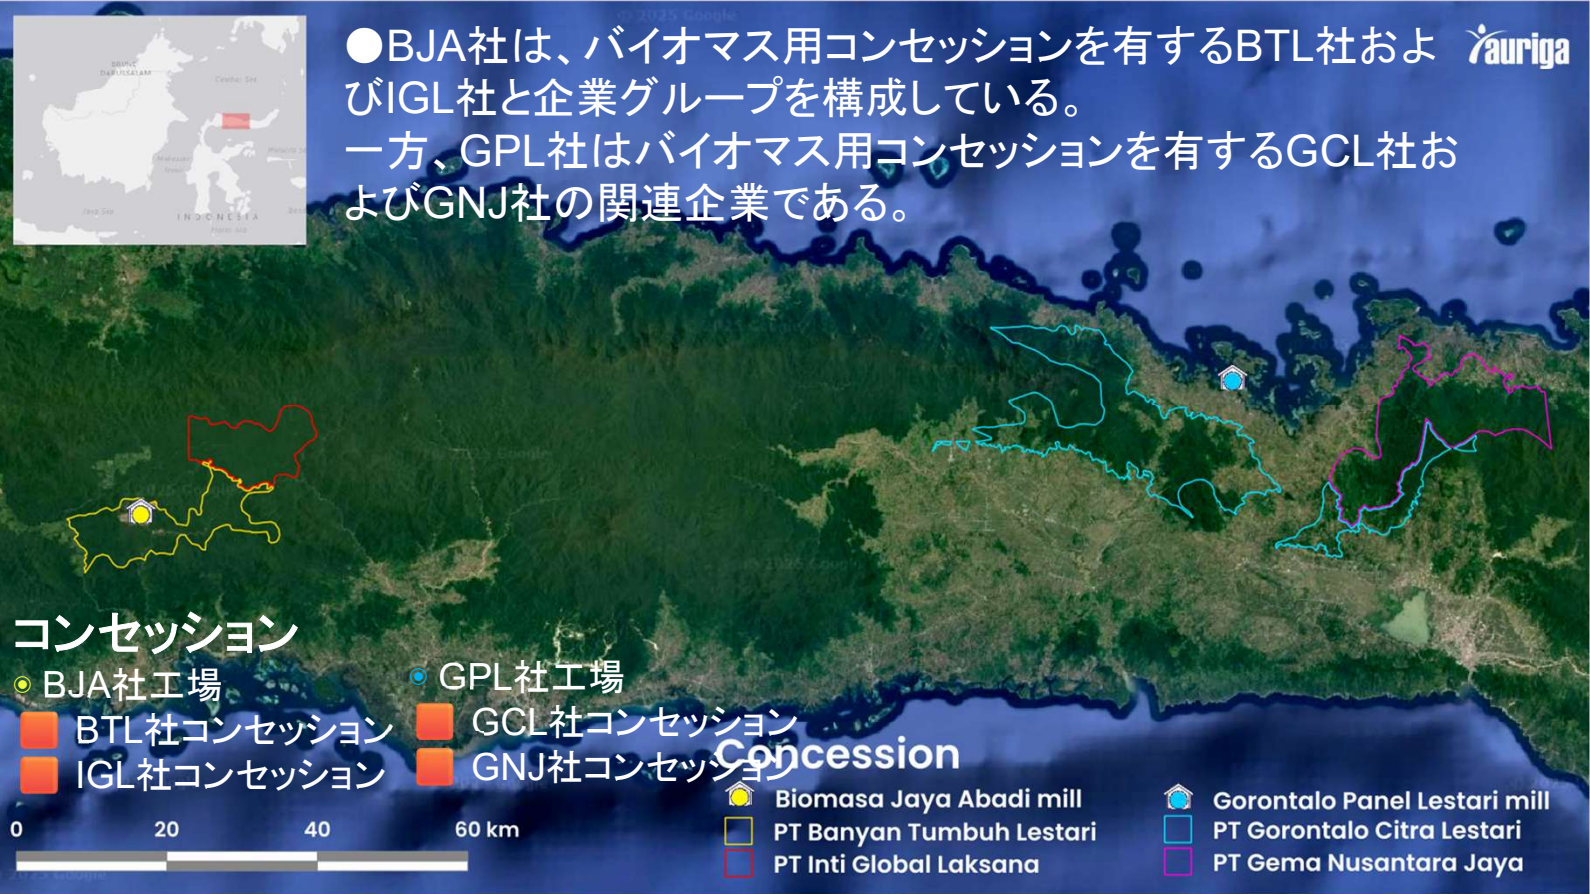 ●BJA社は、バイオマス用コンセッションを有するBTL社およ
びIGL社と企業グループを構成している。
一方、GPL社はバイオマス用コンセッションを有するGCL社お
よびGNJ社の関連企業である。
auriga
BRUNEI
DARUSSALAM
Celebes Sea
Java Sea
INDONESIA
コンセッション
BJA社工場
BTL社コンセッション
IGL社コンセッション
GPL社工場
GCL社コンセッション
GNJ社コンセッション
0 20 40 60 km
Concession
Biomasa Jaya Abadi mill
PT Banyan Tumbuh Lestari
PT Inti Global Laksana
Gorontalo Panel Lestari mill
PT Gorontalo Citra Lestari
PT Gema Nusantara Jaya
© 2025 Google